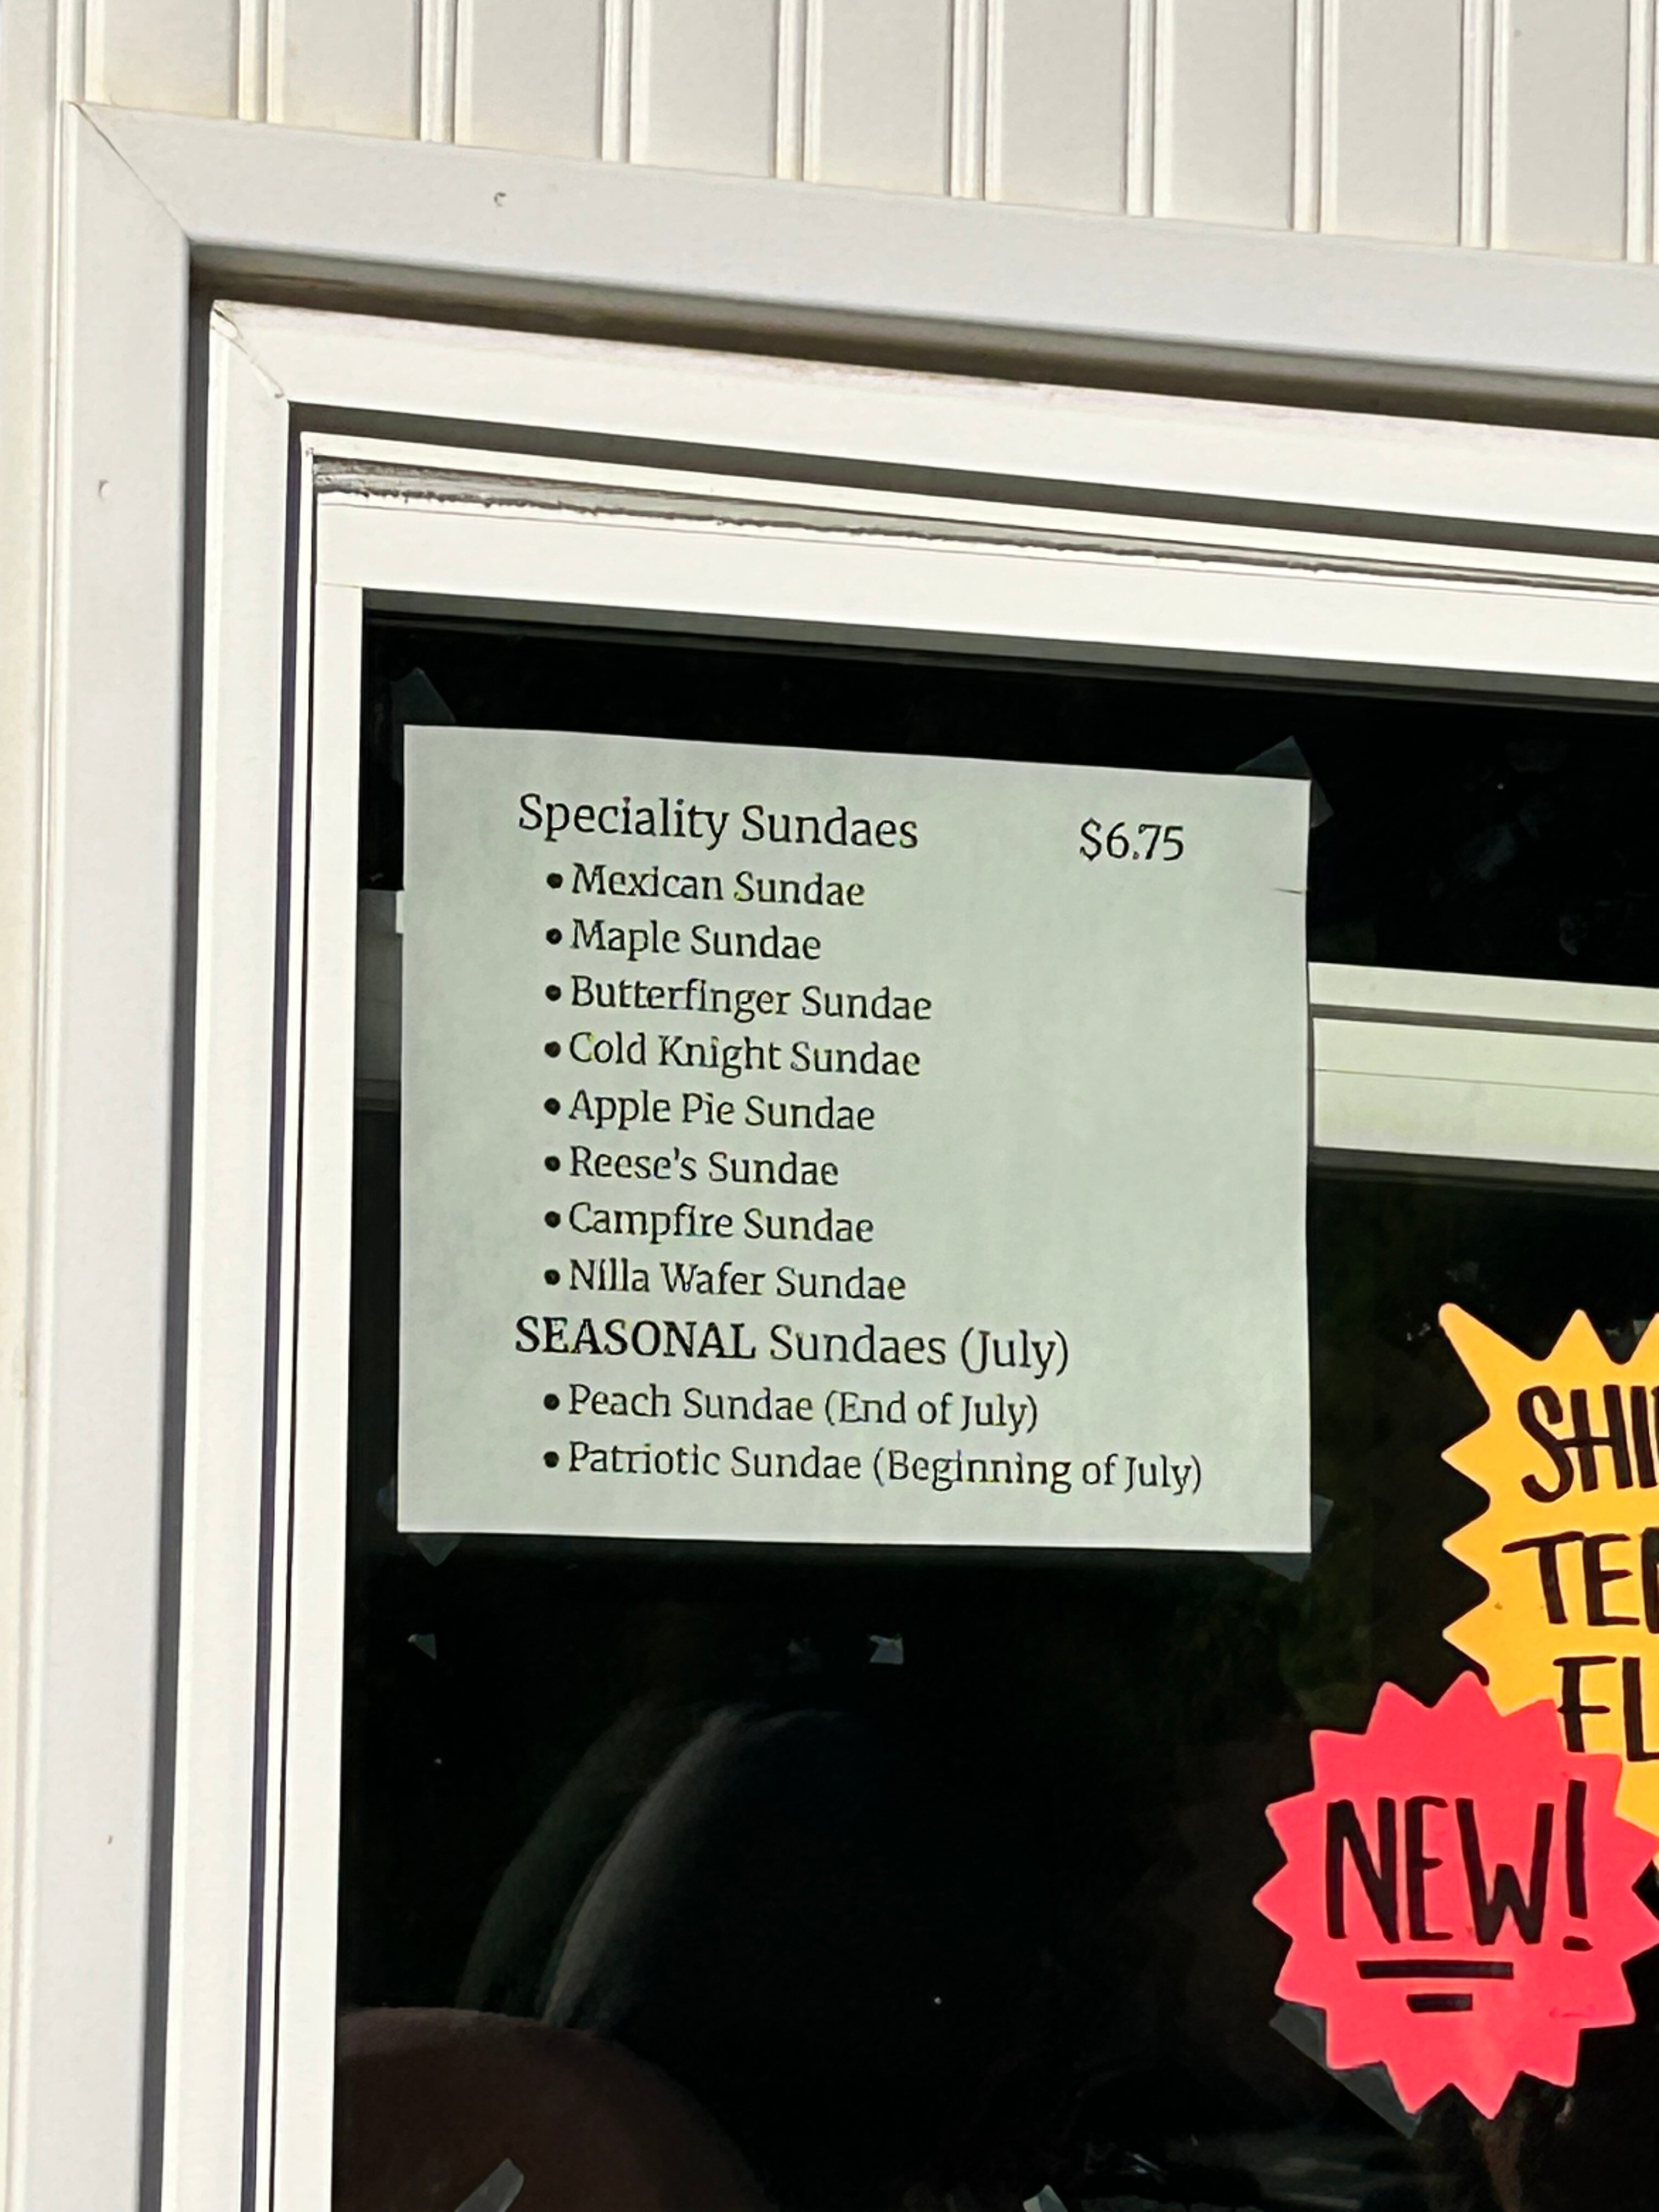 Speciality Sundaes $6.75
• Mexican Sundae
• Maple Sundae
• Butterfinger Sundae
• Cold Knight Sundae
• Apple Pie Sundae
• Reese's Sundae
• Campfire Sundae
• Nilla Wafer Sundae
SEASONAL Sundaes (July)
• Peach Sundae (End of July)
• Patriotic Sundae (Beginning of July)
NEW!